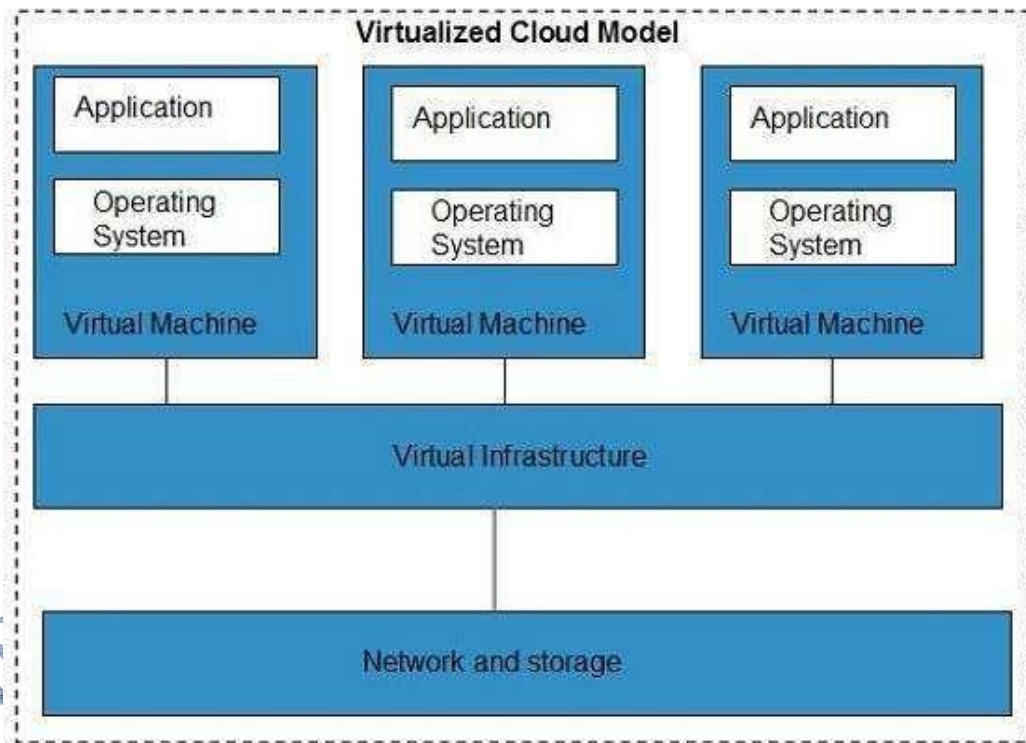 Virtualized Cloud Model
Application
Operating
System
Virtual Machine
Application
Operating
System
Virtual Machine
Application
Operating
System
Virtual Machine
Virtual Infrastructure
Network and storage